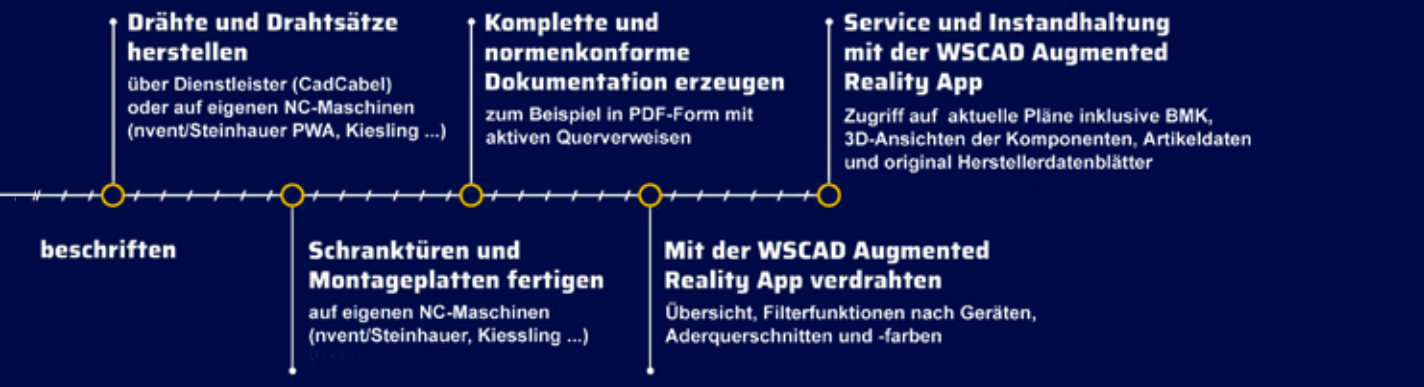 Drähte und Drahtsätze
herstellen
über Dienstleister (CadCabel)
oder auf eigenen NC-Maschinen
(nvent/Steinhauer PWA, Kiesling ...)
Komplette und
normenkonforme
Dokumentation erzeugen
zum Beispiel in PDF-Form mit
aktiven Querverweisen
Service und Instandhaltung
mit der WSCAD Augmented
Reality App
Zugriff auf aktuelle Pläne inklusive BMK,
3D-Ansichten der Komponenten, Artikeldaten
und original Herstellerdatenblätter
beschriften
Schranktüren und
Montageplatten fertigen
auf eigenen NC-Maschinen
(nvent/Steinhauer, Kiessling ...)
Mit der WSCAD Augmented
Reality App verdrahten
Übersicht, Filterfunktionen nach Geräten,
Aderquerschnitten und -farben